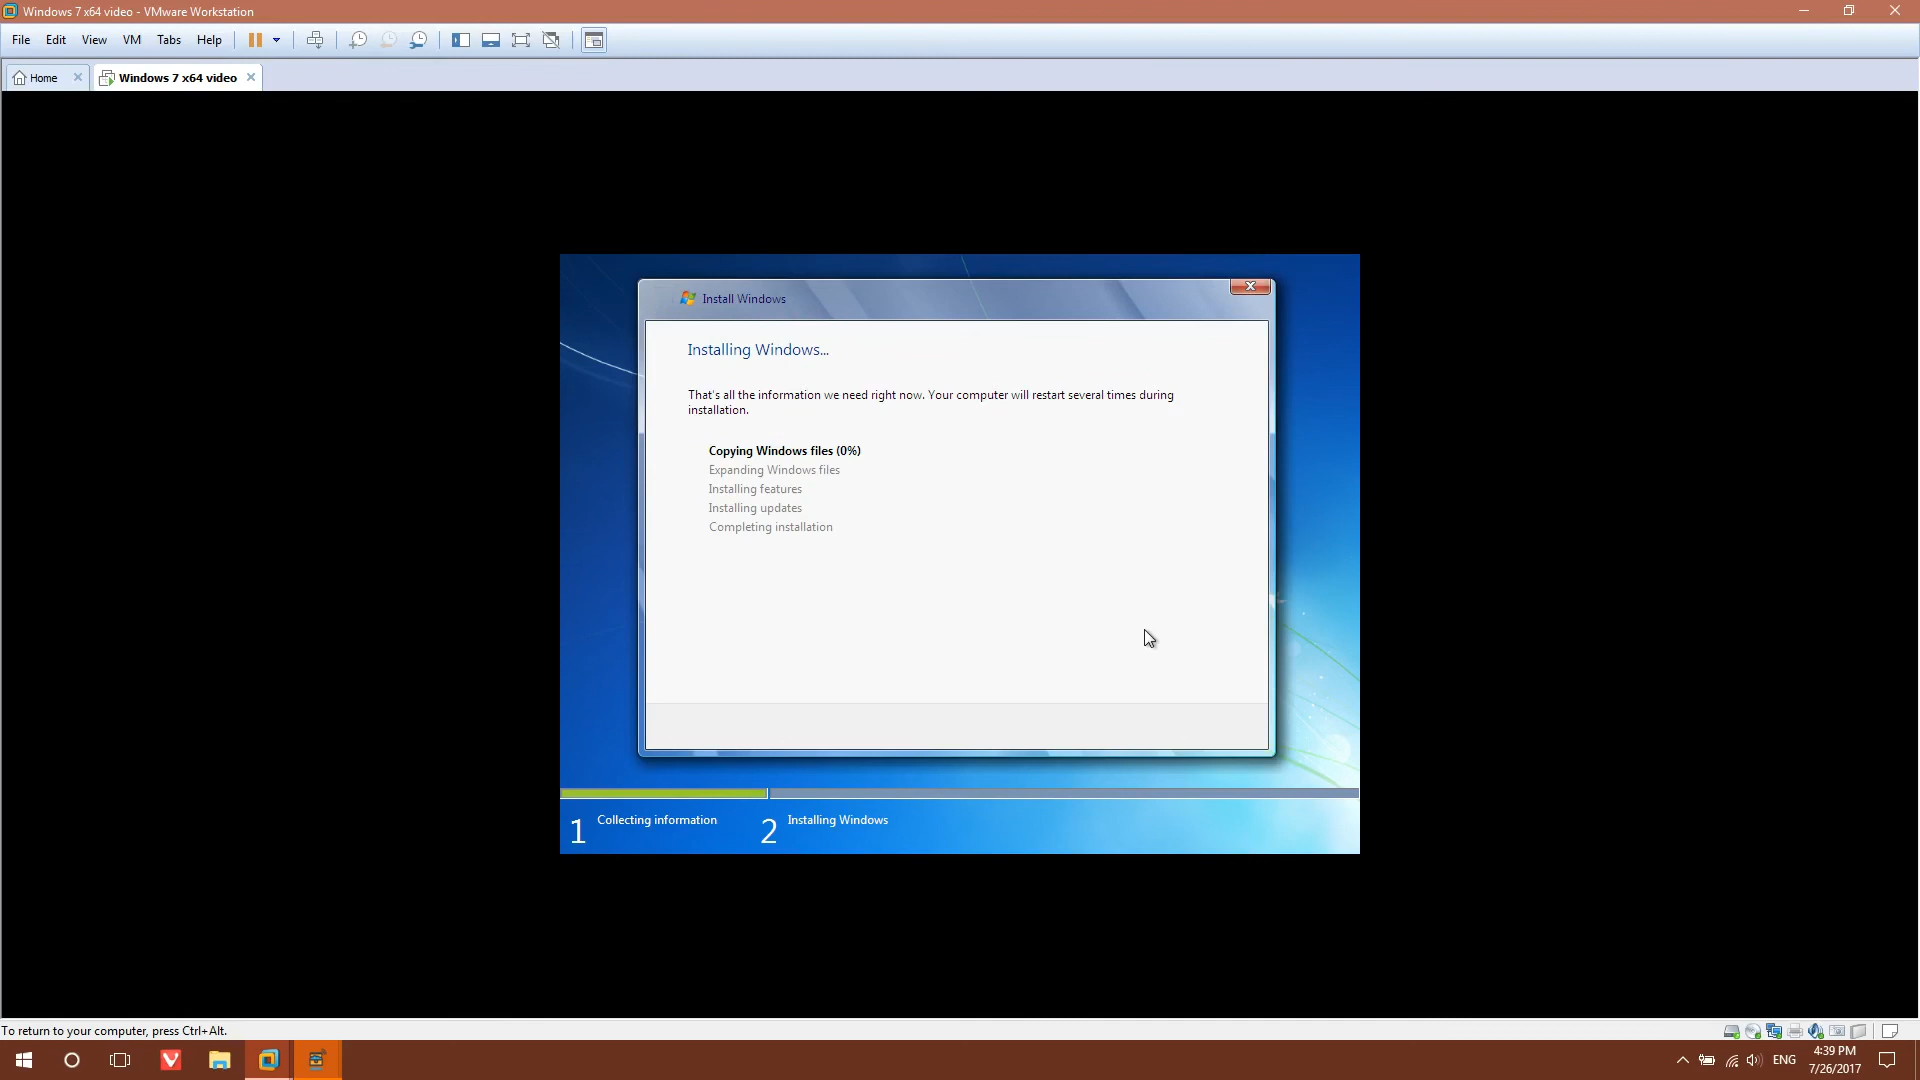 Windows 7 x64 video - VMware Workstation
File Edit View VM Tabs Help
Home
Windows 7 x64 video
Install Windows
Installing Windows...
That's all the information we need right now. Your computer will restart several times during
installation.
Copying Windows files (0%)
Expanding Windows files
Installing features
Installing updates
Completing installation
1 Collecting information
2 Installing Windows
To return to your computer, press Ctrl+Alt.
ENG
4:39 PM
7/26/2017